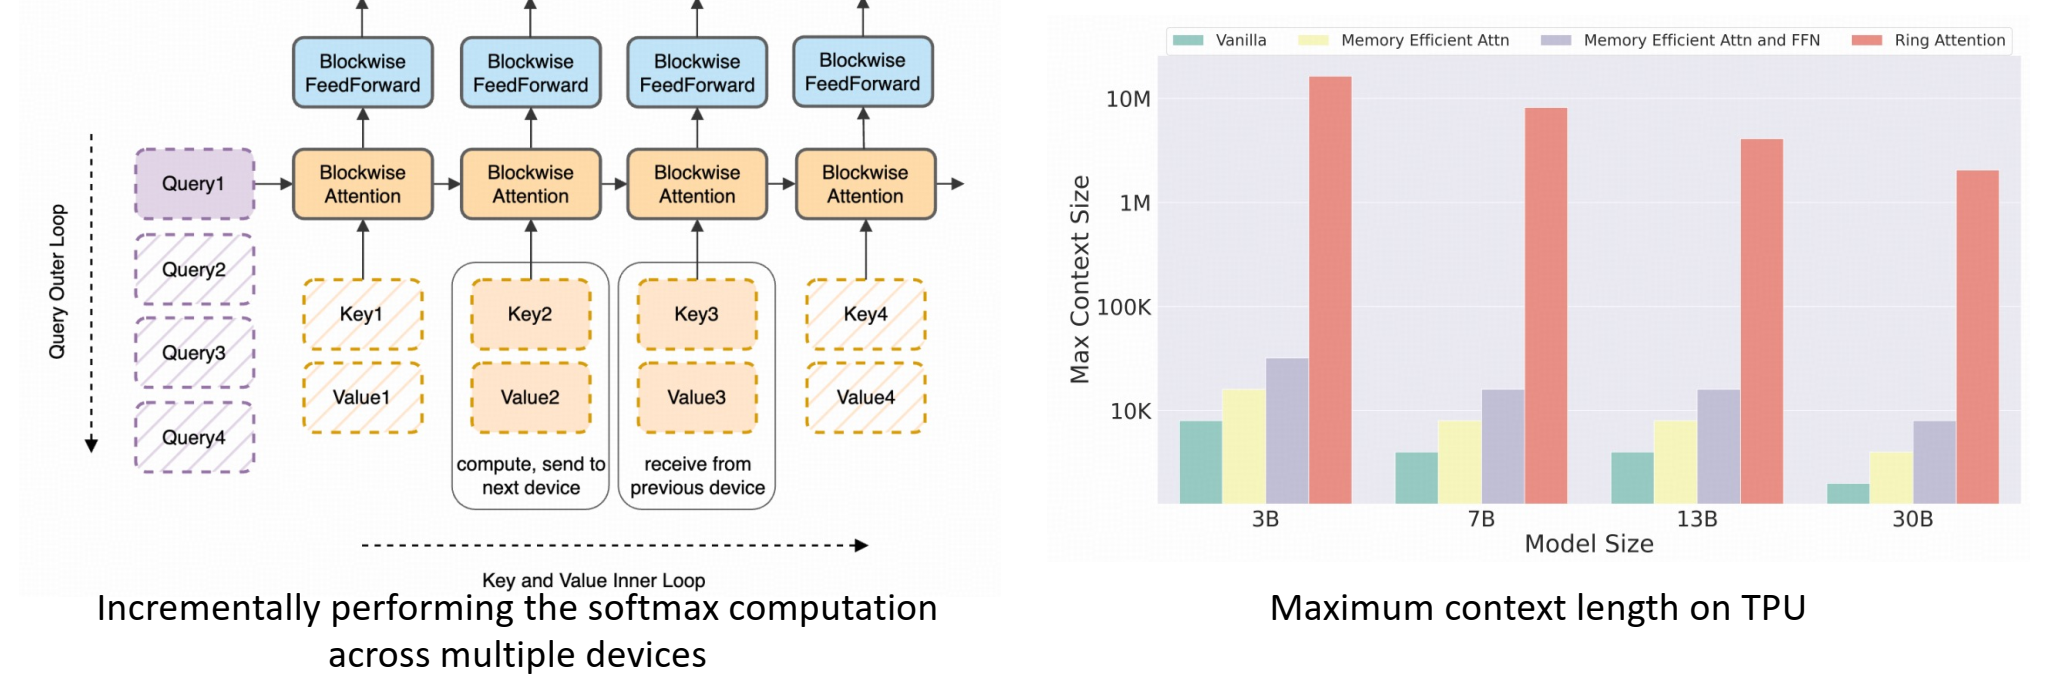 Blockwise
FeedForward
Blockwise
FeedForward
Blockwise
FeedForward
Blockwise
FeedForward
Query Outer Loop
Query1
Blockwise
Attention
Blockwise
Attention
Blockwise
Attention
Blockwise
Attention
Query2
Query3
Query4
Key1
Key2
Key3
Key4
Value1
Value2
Value3
Value4
compute, send to
next device
receive from
previous device
Key and Value Inner Loop
Incrementally performing the softmax computation
across multiple devices
Vanilla
Memory Efficient Attn
Memory Efficient Attn and FFN
Ring Attention
Max Context Size
10M
1M
100K
10K
3B
7B
13B
30B
Model Size
Maximum context length on TPU